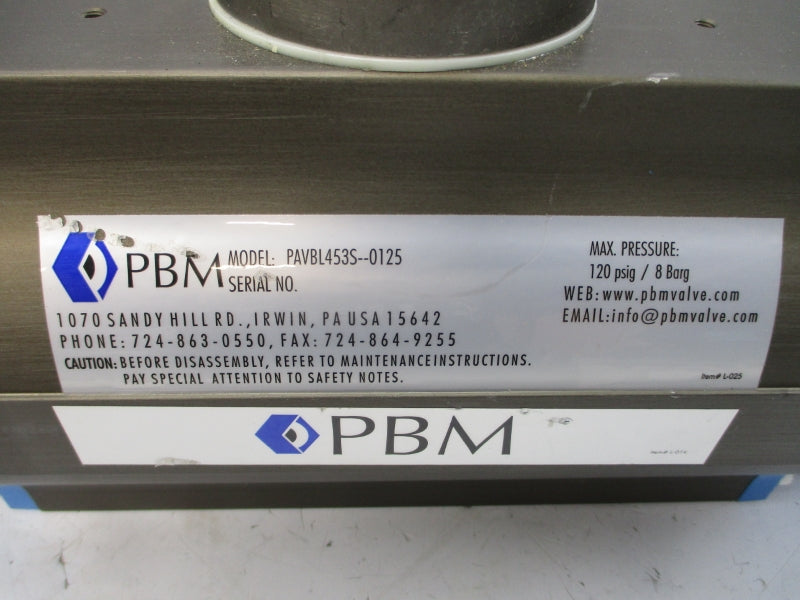 PBM
MODEL: PAVBL453S--0125
SERIAL NO.
MAX. PRESSURE:
120 psig / 8 Barg
WEB: www.pbmvalve.com
EMAIL: info@pbmvalve.com
1070 SANDY HILL RD., IRWIN, PA USA 15642
PHONE: 724-863-0550, FAX: 724-864-9255
CAUTION: BEFORE DISASSEMBLY, REFER TO MAINTENANCEINSTRUCTIONS.
PAY SPECIAL ATTENTION TO SAFETY NOTES.
Item# L-025
PBM